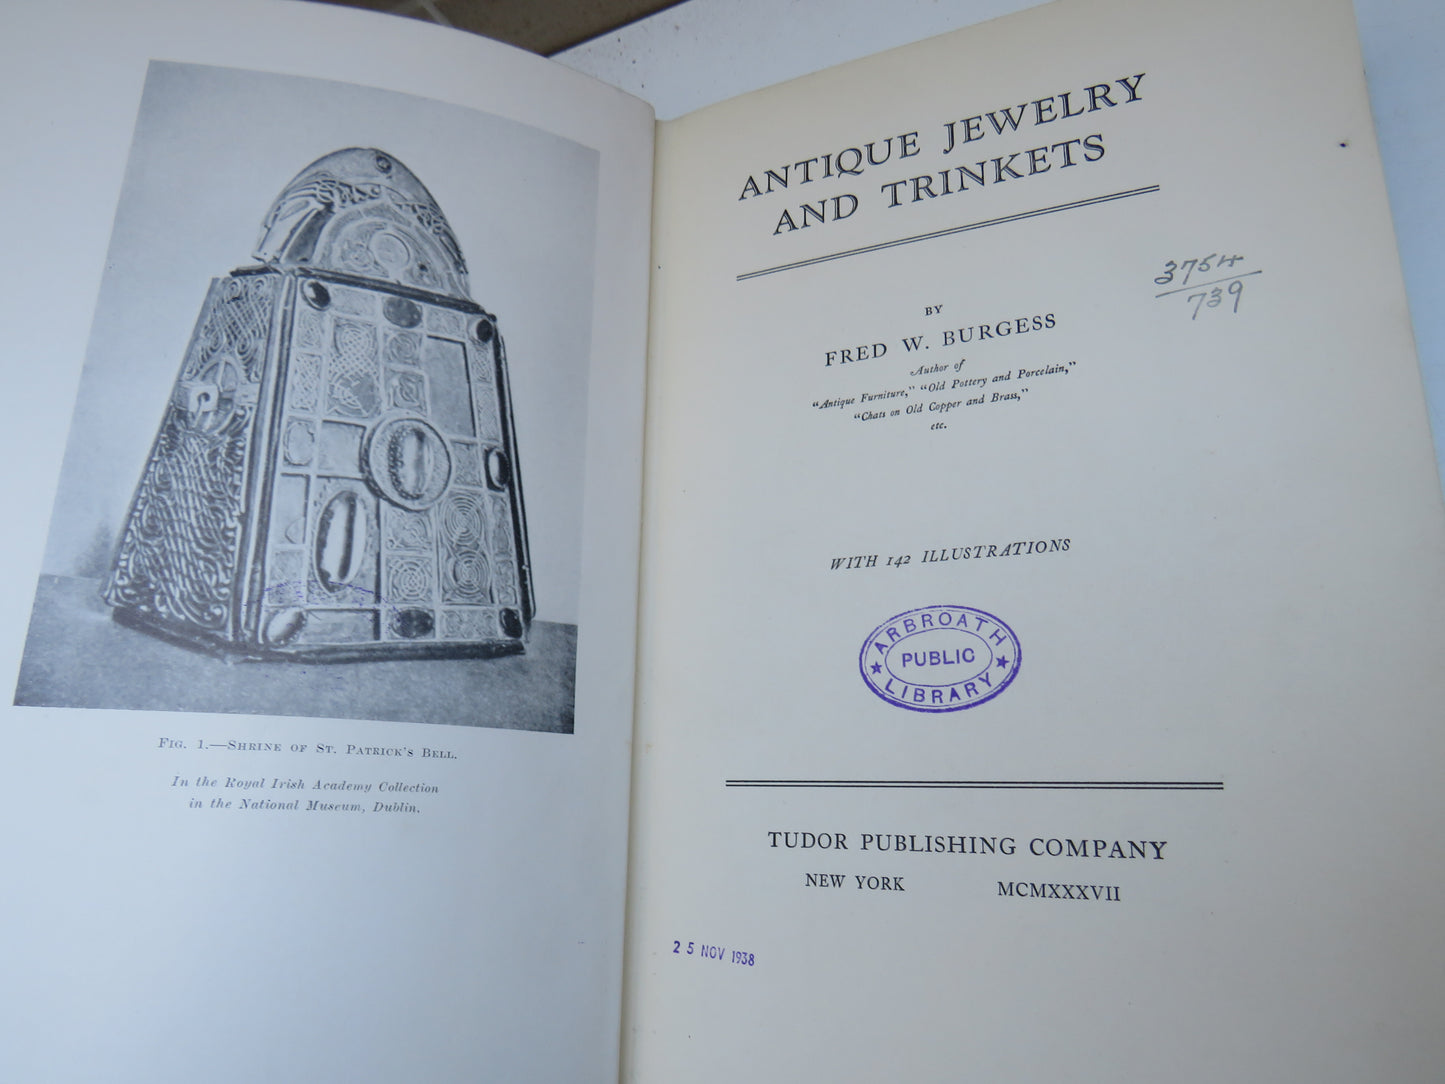 FIG. 1.—SHRINE OF ST. PATRICK'S BELL.
In the Royal Irish Academy Collection
in the National Museum, Dublin.
ANTIQUE JEWELRY
AND TRINKETS
BY
FRED W. BURGESS
Author of
"Antique Furniture," "Old Pottery and Porcelain,"
"Chats on Old Copper and Brass,"
etc.
3754
739
WITH 142 ILLUSTRATIONS
ARBROATH
PUBLIC
LIBRARY
TUDOR PUBLISHING COMPANY
NEW YORK MCMXXXVII
25 NOV 1938